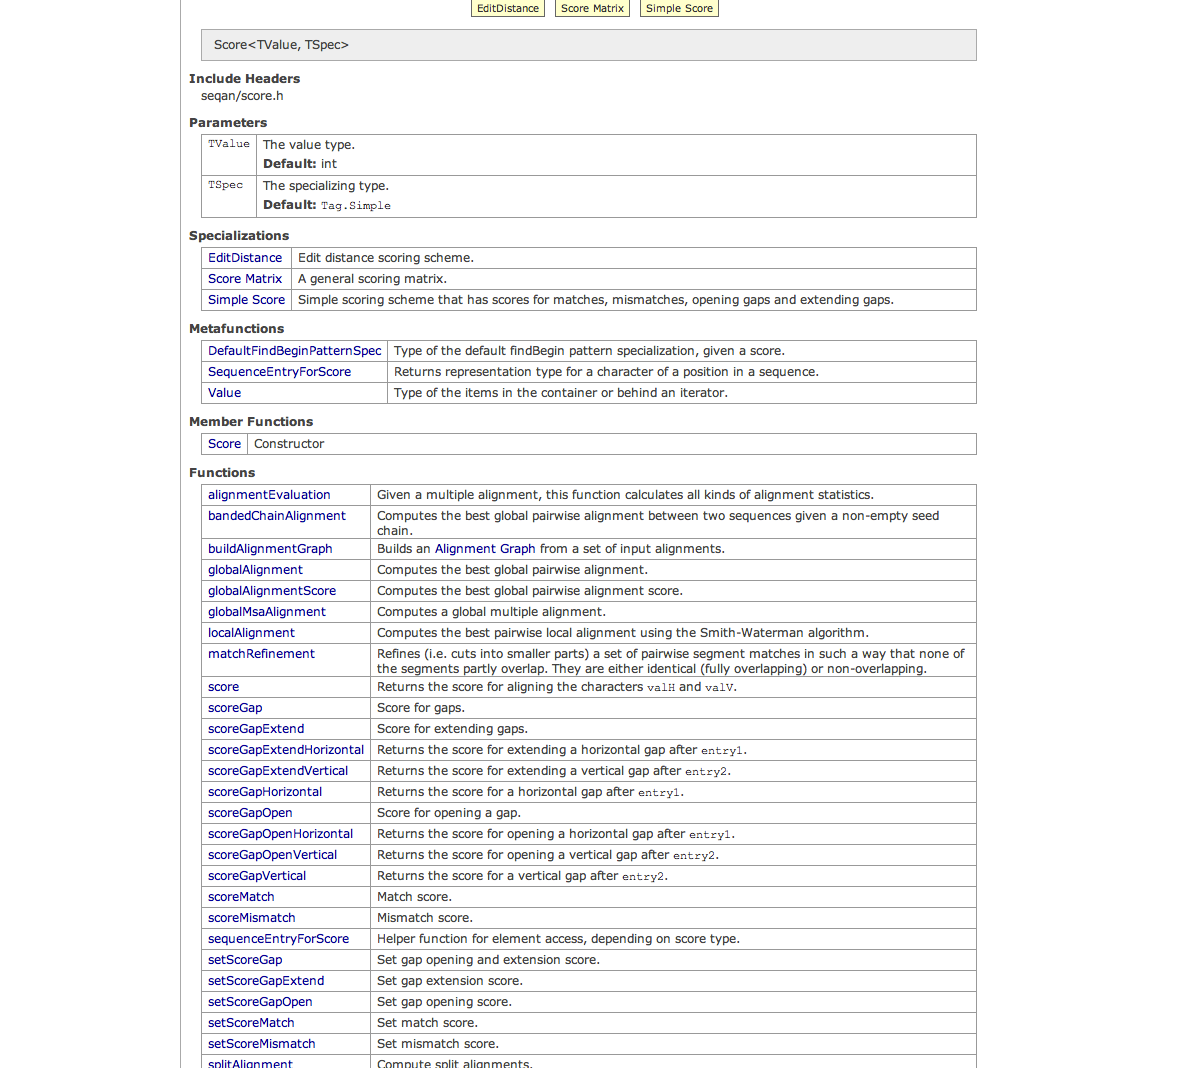 EditDistance Score Matrix Simple Score
Score<TValue, TSpec>
Include Headers
seqan/score.h
Parameters
TValue The value type.
Default: int
TSpec The specializing type.
Default: Tag.Simple
Specializations
EditDistance Edit distance scoring scheme.
Score Matrix A general scoring matrix.
Simple Score Simple scoring scheme that has scores for matches, mismatches, opening gaps and extending gaps.
Metafunctions
DefaultFindBeginPatternSpec Type of the default findBegin pattern specialization, given a score.
SequenceEntryForScore Returns representation type for a character of a position in a sequence.
Value Type of the items in the container or behind an iterator.
Member Functions
Score Constructor
Functions
alignmentEvaluation Given a multiple alignment, this function calculates all kinds of alignment statistics.
bandedChainAlignment Computes the best global pairwise alignment between two sequences given a non-empty seed
chain.
buildAlignmentGraph Builds an Alignment Graph from a set of input alignments.
globalAlignment Computes the best global pairwise alignment.
globalAlignmentScore Computes the best global pairwise alignment score.
globalMsaAlignment Computes a global multiple alignment.
localAlignment Computes the best pairwise local alignment using the Smith-Waterman algorithm.
matchRefinement Refines (i.e. cuts into smaller parts) a set of pairwise segment matches in such a way that none of
the segments partly overlap. They are either identical (fully overlapping) or non-overlapping.
score Returns the score for aligning the characters valH and valV.
scoreGap Score for gaps.
scoreGapExtend Score for extending gaps.
scoreGapExtendHorizontal Returns the score for extending a horizontal gap after entry1.
scoreGapExtendVertical Returns the score for extending a vertical gap after entry2.
scoreGapHorizontal Returns the score for a horizontal gap after entry1.
scoreGapOpen Score for opening a gap.
scoreGapOpenHorizontal Returns the score for opening a horizontal gap after entry1.
scoreGapOpenVertical Returns the score for opening a vertical gap after entry2.
scoreGapVertical Returns the score for a vertical gap after entry2.
scoreMatch Match score.
scoreMismatch Mismatch score.
sequenceEntryForScore Helper function for element access, depending on score type.
setScoreGap Set gap opening and extension score.
setScoreGapExtend Set gap extension score.
setScoreGapOpen Set gap opening score.
setScoreMatch Set match score.
setScoreMismatch Set mismatch score.
splitAlignment Compute split alignments.